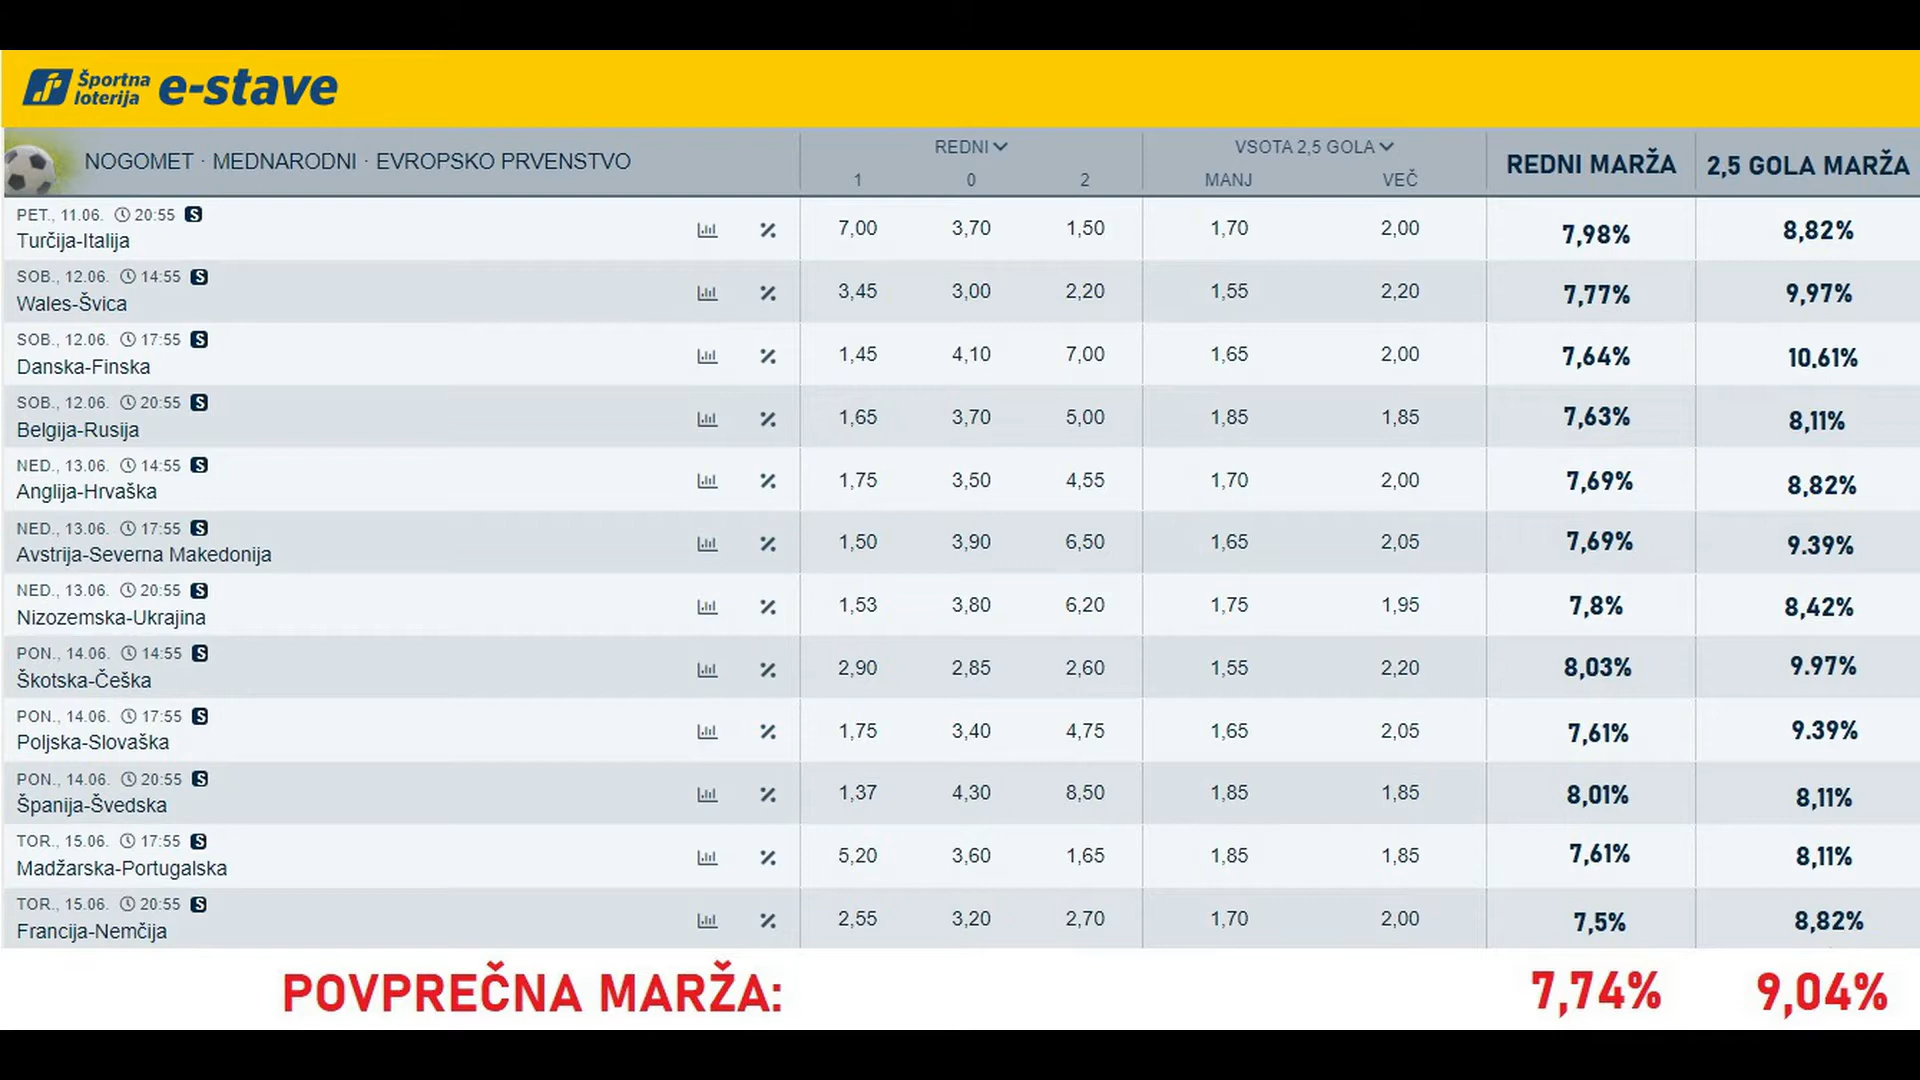 Športna
loterija
e-stave
NOGOMET · MEDNARODNI · EVROPSKO PRVENSTVO
REDNI
1 0 2
VSOTA 2,5 GOLA
MANJ VEČ
REDNI MARŽA
2,5 GOLA MARŽA
PET., 11.06. 20:55 S
Turčija-Italija
7,00 3,70 1,50 1,70 2,00 7,98% 8,82%
SOB., 12.06. 14:55 S
Wales-Švica
3,45 3,00 2,20 1,55 2,20 7,77% 9,97%
SOB., 12.06. 17:55 S
Danska-Finska
1,45 4,10 7,00 1,65 2,00 7,64% 10.61%
SOB., 12.06. 20:55 S
Belgija-Rusija
1,65 3,70 5,00 1,85 1,85 7,63% 8,11%
NED., 13.06. 14:55 S
Anglija-Hrvaška
1,75 3,50 4,55 1,70 2,00 7,69% 8,82%
NED., 13.06. 17:55 S
Avstrija-Severna Makedonija
1,50 3,90 6,50 1,65 2,05 7,69% 9.39%
NED., 13.06. 20:55 S
Nizozemska-Ukrajina
1,53 3,80 6,20 1,75 1,95 7,8% 8,42%
PON., 14.06. 14:55 S
Škotska-Češka
2,90 2,85 2,60 1,55 2,20 8,03% 9.97%
PON., 14.06. 17:55 S
Poljska-Slovaška
1,75 3,40 4,75 1,65 2,05 7,61% 9.39%
PON., 14.06. 20:55 S
Španija-Švedska
1,37 4,30 8,50 1,85 1,85 8,01% 8,11%
TOR., 15.06. 17:55 S
Madžarska-Portugalska
5,20 3,60 1,65 1,85 1,85 7,61% 8,11%
TOR., 15.06. 20:55 S
Francija-Nemčija
2,55 3,20 2,70 1,70 2,00 7,5% 8,82%
POVPREČNA MARŽA: 7,74% 9,04%